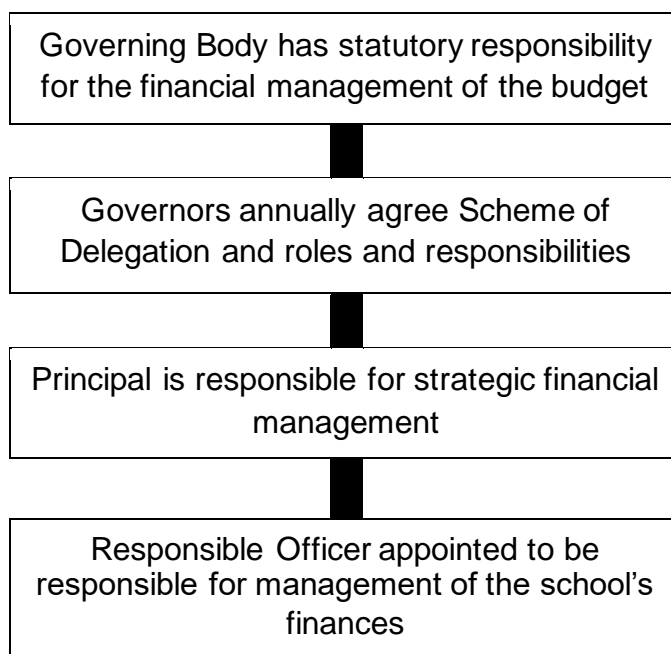 Governing Body has statutory responsibility
for the financial management of the budget
Governors annually agree Scheme of
Delegation and roles and responsibilities
Principal is responsible for strategic financial
management
Responsible Officer appointed to be
responsible for management of the school's
finances